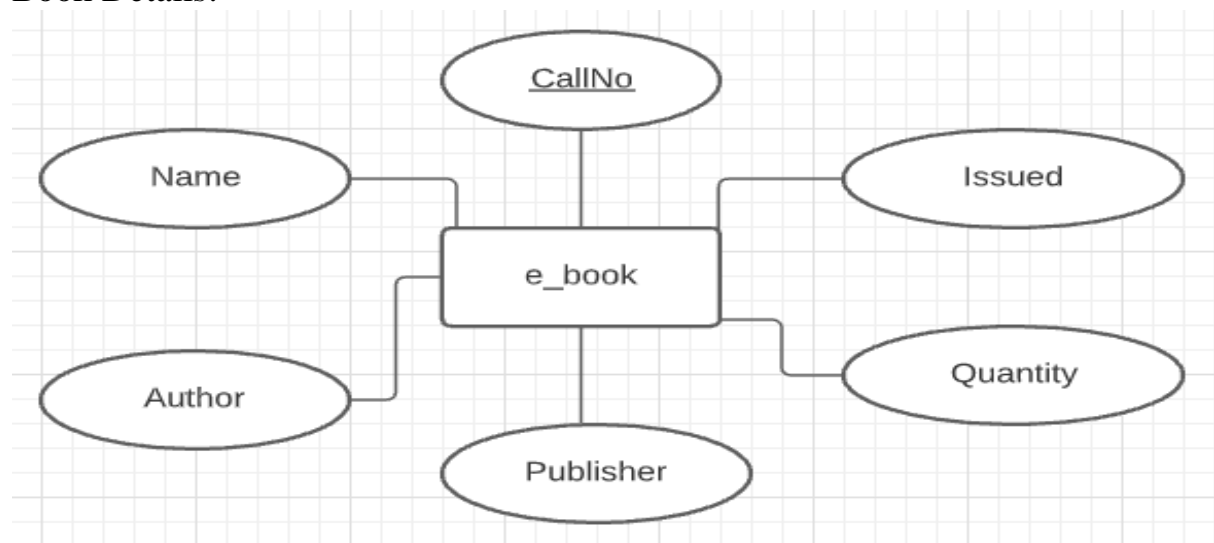 Book Details:
CallNo
Name
Issued
e_book
Author
Quantity
Publisher